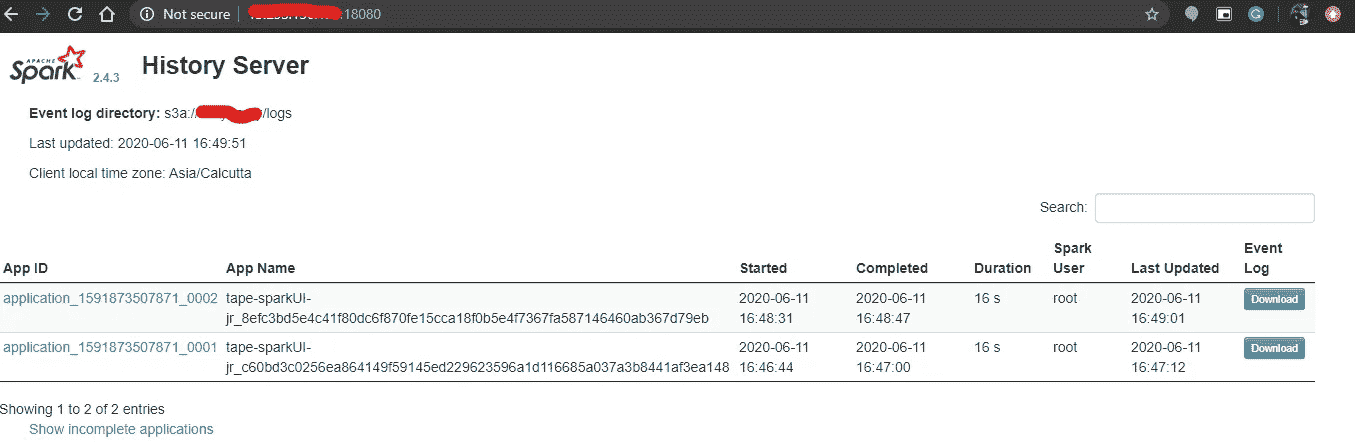 Not secure :18080
APACHE Spark 2.4.3 History Server
Event log directory: s3a:/ /logs
Last updated: 2020-06-11 16:49:51
Client local time zone: Asia/Calcutta
Search:
App ID App Name Started Completed Duration Spark User Last Updated Event Log
application_1591873507871_0002 tape-sparkUI- 2020-06-11 2020-06-11 16 s root 2020-06-11 Download
jr_8efc3bd5e4c41f80dc6f870fe15cca18f0b5e4f7367fa587146460ab367d79eb 16:48:31 16:48:47 16:49:01
application_1591873507871_0001 tape-sparkUI- 2020-06-11 2020-06-11 16 s root 2020-06-11 Download
jr_c60bd3c0256ea864149f59145ed229623596a1d116685a037a3b8441af3ea148 16:46:44 16:47:00 16:47:12
Showing 1 to 2 of 2 entries
Show incomplete applications